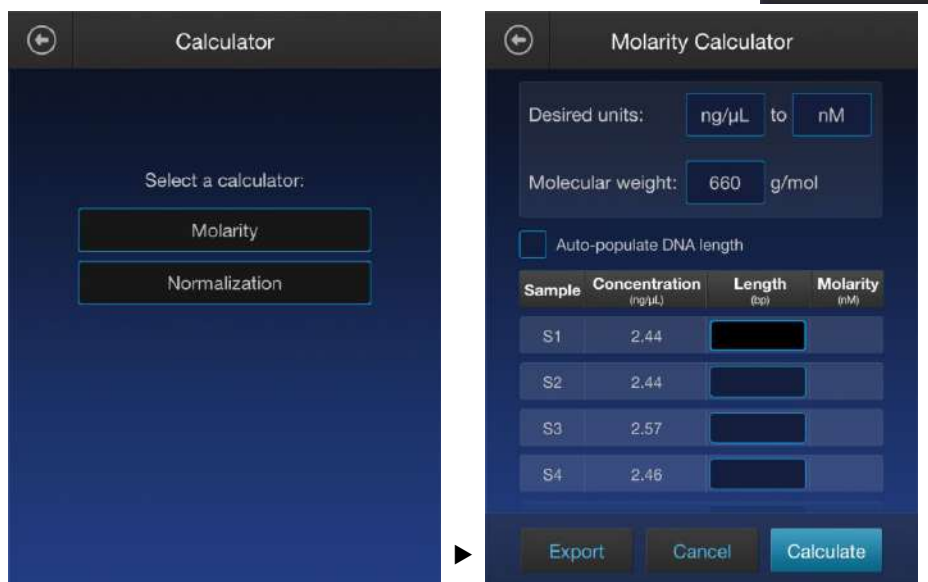 Calculator
Select a calculator:
Molarity
Normalization
Molarity Calculator
Desired units: ng/µL to nM
Molecular weight: 660 g/mol
Auto-populate DNA length
Sample Concentration (ng/µL) Length (bp) Molarity (nM)
S1 2.44
S2 2.44
S3 2.57
S4 2.46
Export Cancel Calculate